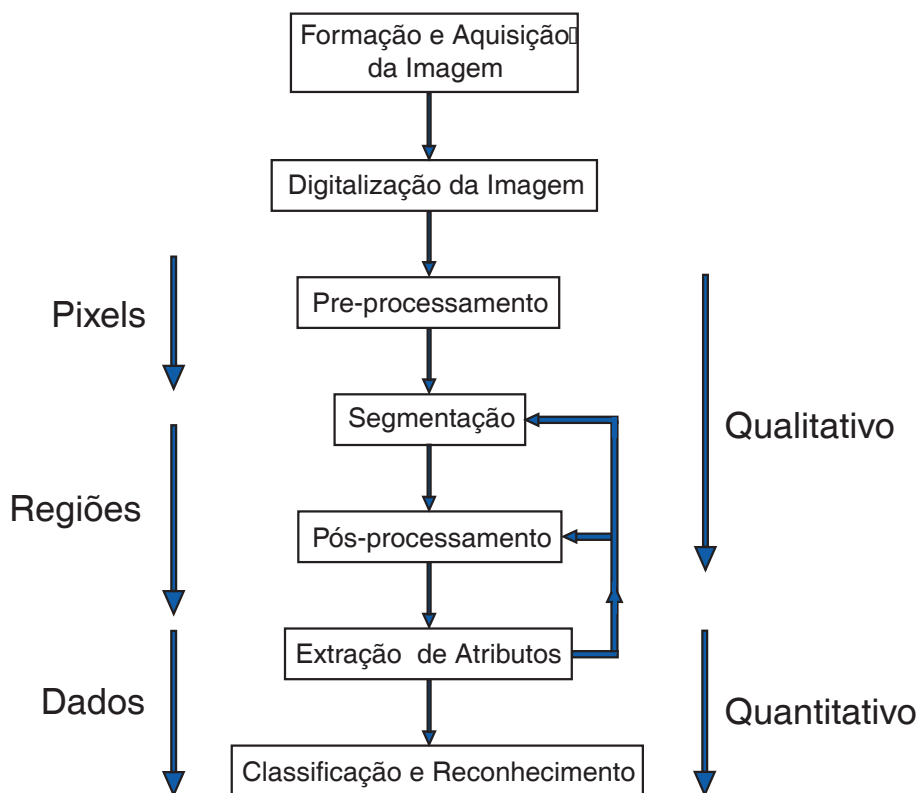 Formação e Aquisição
da Imagem
Digitalização da Imagem
Pre-processamento
Pixels
Segmentação
Qualitativo
Regiões
Pós-processamento
Extração de Atributos
Dados
Quantitativo
Classificação e Reconhecimento